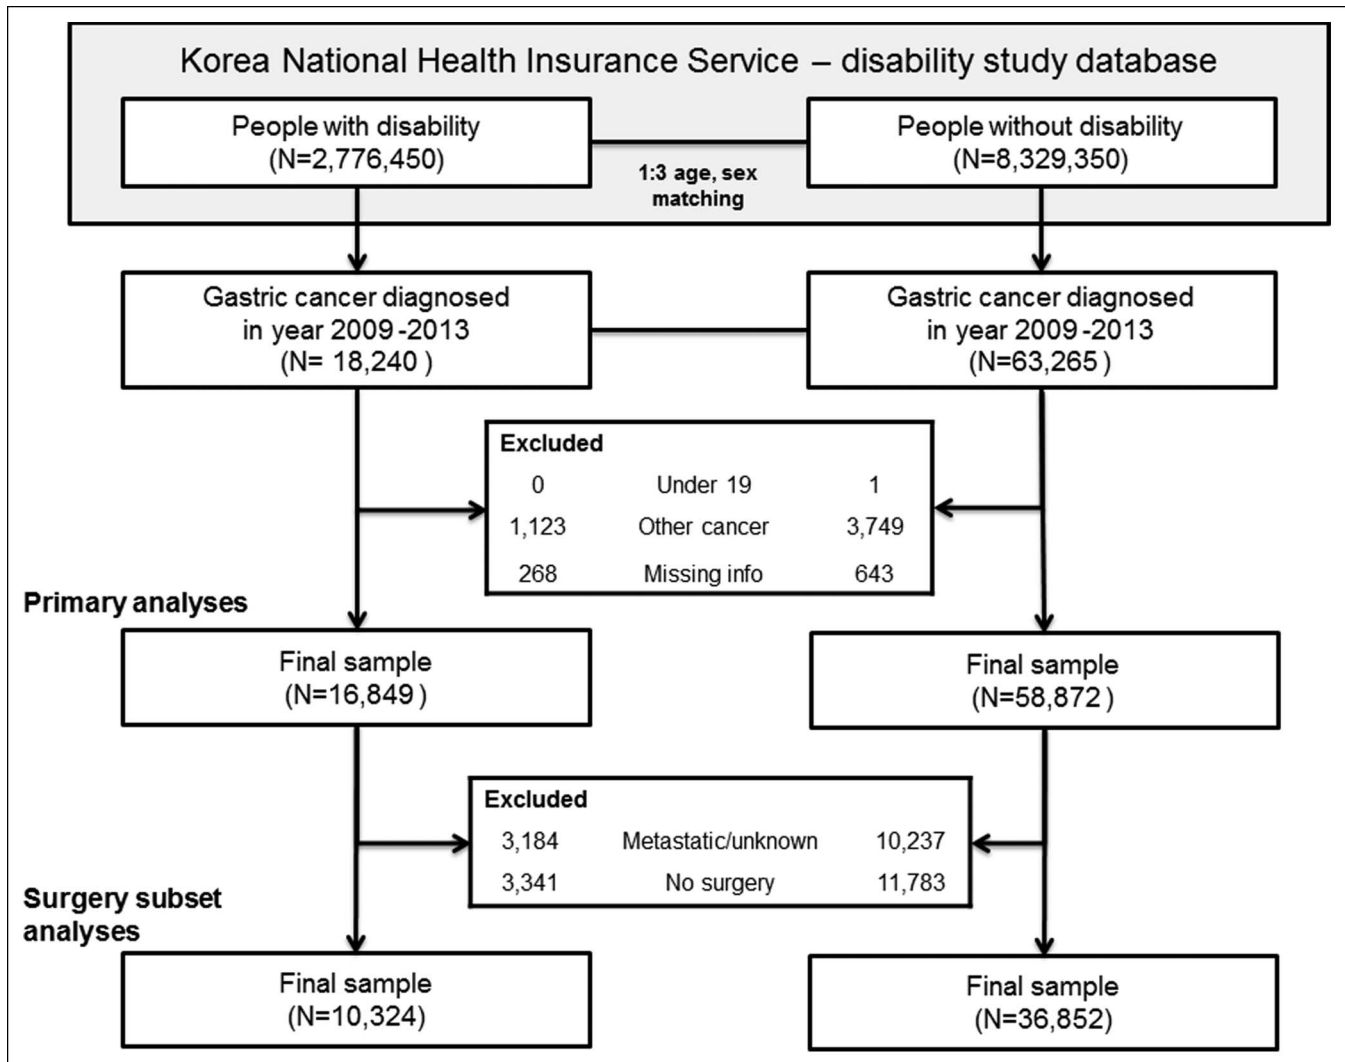 Korea National Health Insurance Service – disability study database
People with disability
(N=2,776,450)
People without disability
(N=8,329,350)
1:3 age, sex
matching
Gastric cancer diagnosed
in year 2009 -2013
(N= 18,240 )
Gastric cancer diagnosed
in year 2009 -2013
(N=63,265 )
Excluded
0 Under 19 1
1,123 Other cancer 3,749
268 Missing info 643
Primary analyses
Final sample
(N=16,849 )
Final sample
(N=58,872 )
Excluded
3,184 Metastatic/unknown 10,237
3,341 No surgery 11,783
Surgery subset
analyses
Final sample
(N=10,324)
Final sample
(N=36,852)